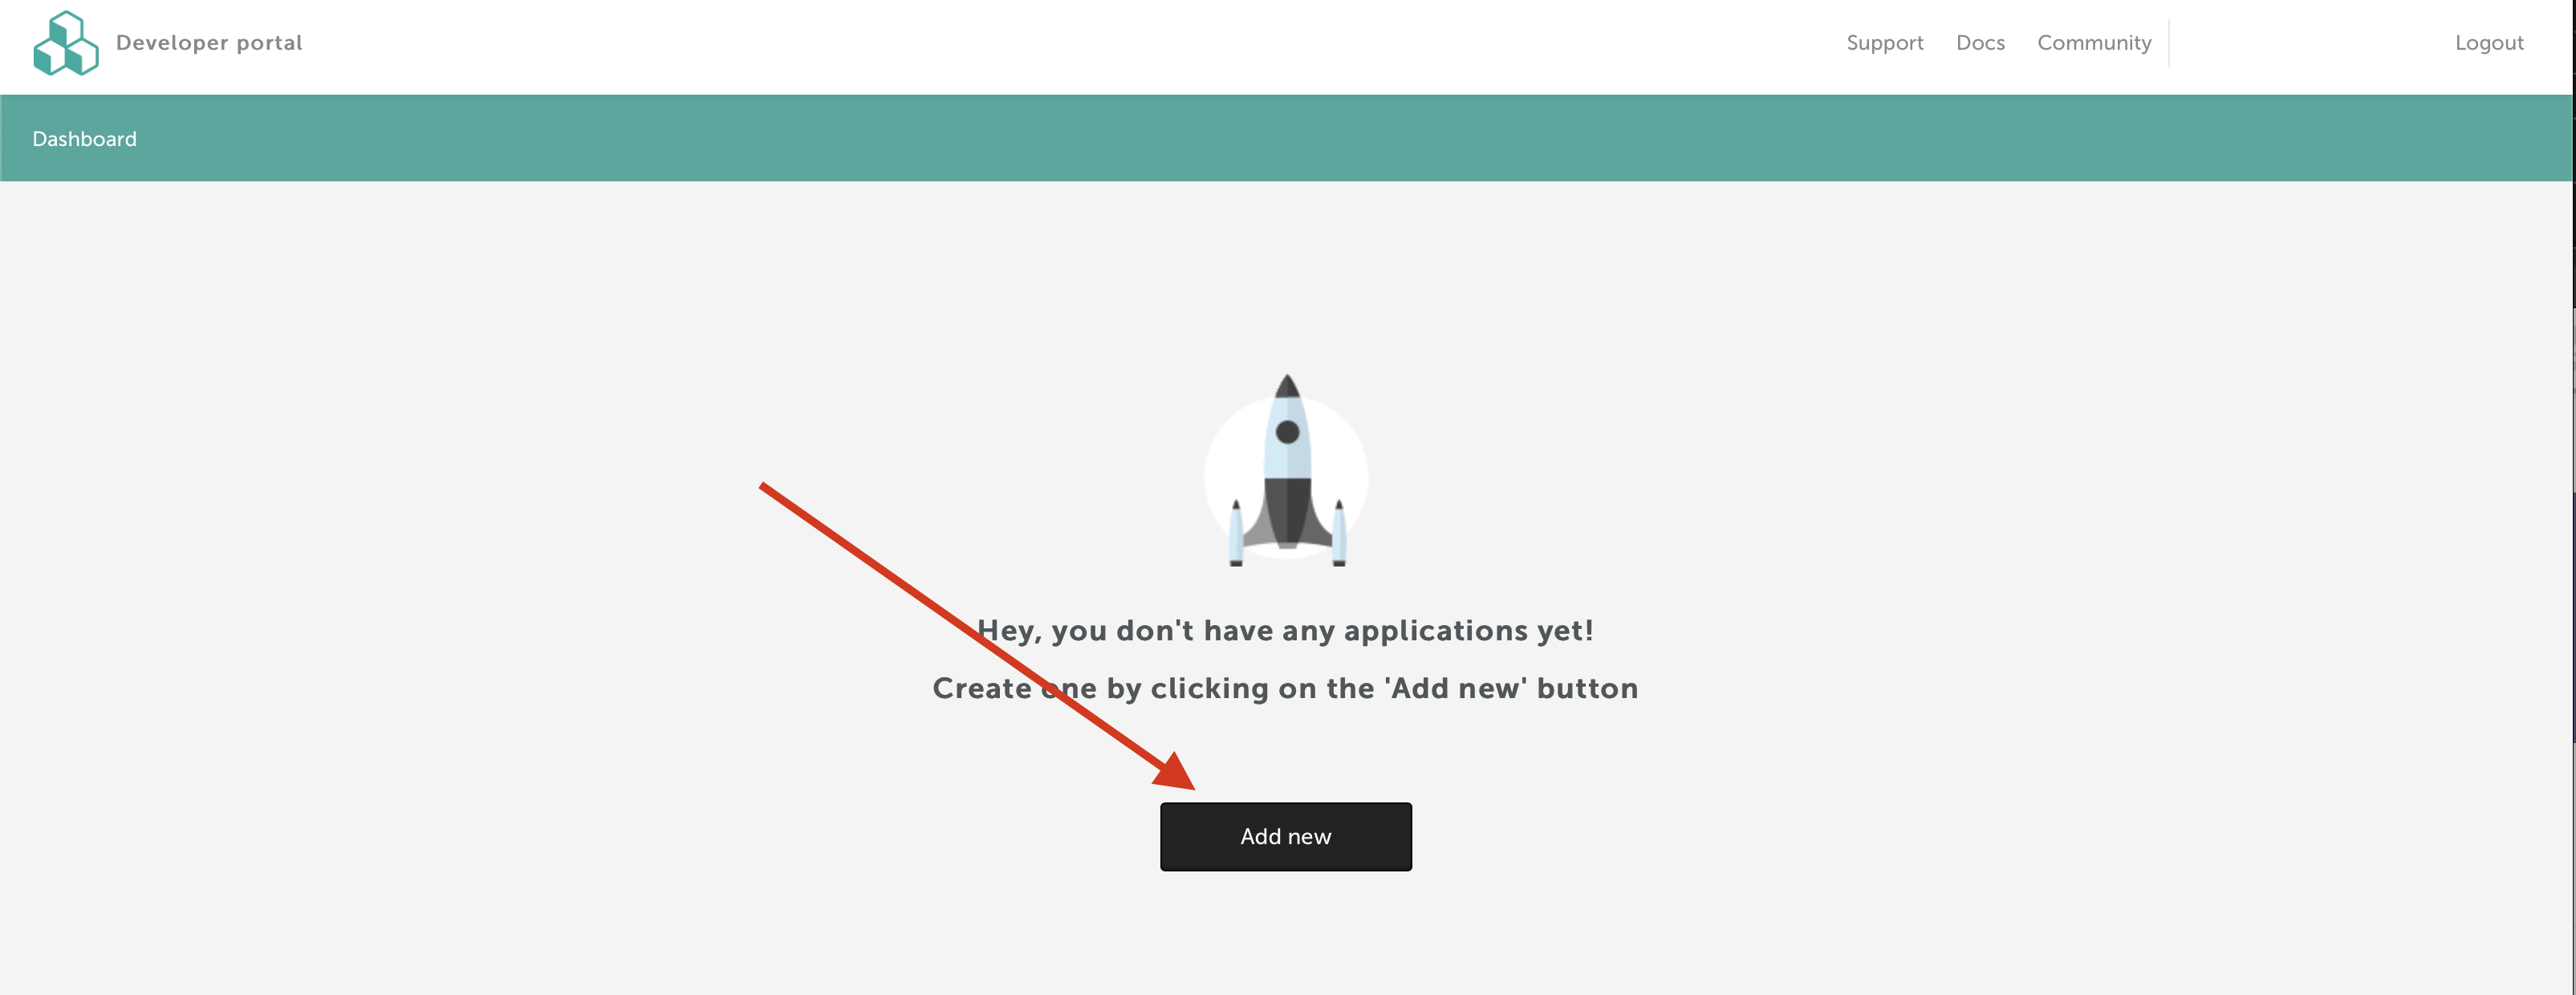 Developer portal
Support Docs Community Logout
Dashboard
Hey, you don't have any applications yet!
Create one by clicking on the 'Add new' button
Add new